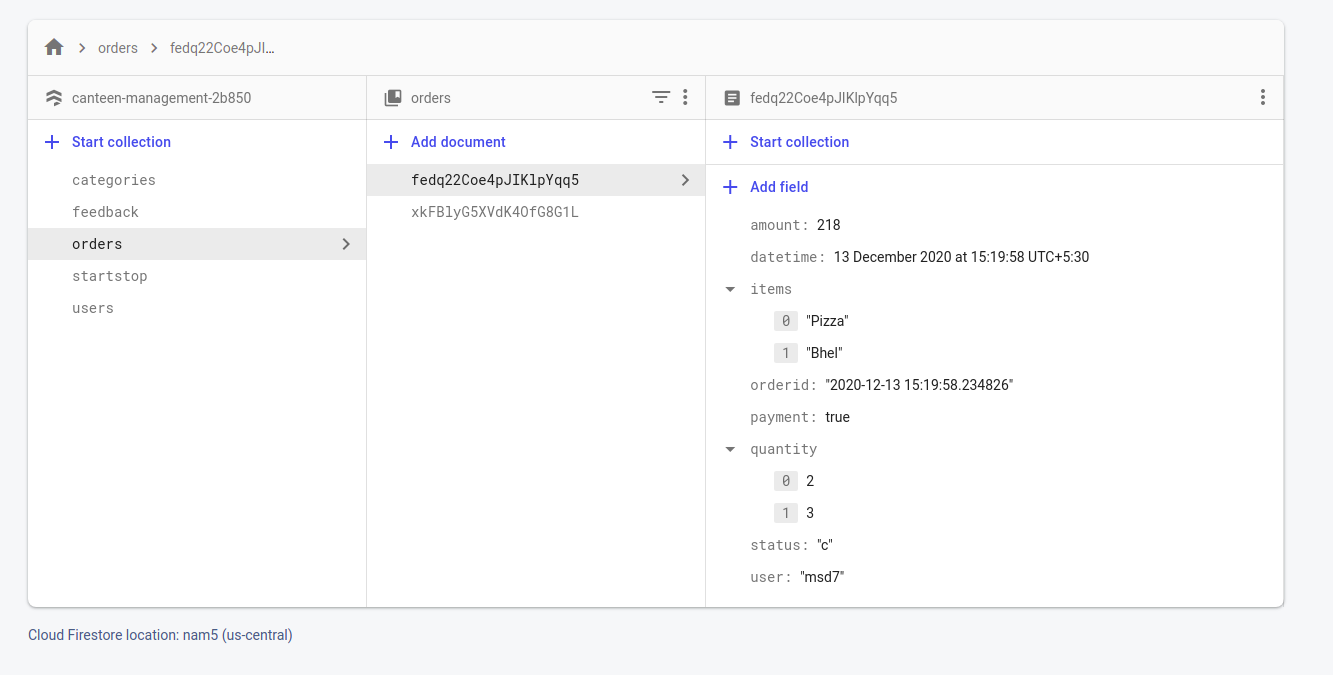 orders fedq22Coe4pJI...
canteen-management-2b850
Start collection
categories
feedback
orders
startstop
users
orders
Add document
fedq22Coe4pJIKlpYqq5
xkFBlyG5XVdK4OfG8G1L
fedq22Coe4pJIKlpYqq5
Start collection
Add field
amount: 218
datetime: 13 December 2020 at 15:19:58 UTC+5:30
items
0 "Pizza"
1 "Bhel"
orderid: "2020-12-13 15:19:58.234826"
payment: true
quantity
0 2
1 3
status: "c"
user: "msd7"
Cloud Firestore location: nam5 (us-central)